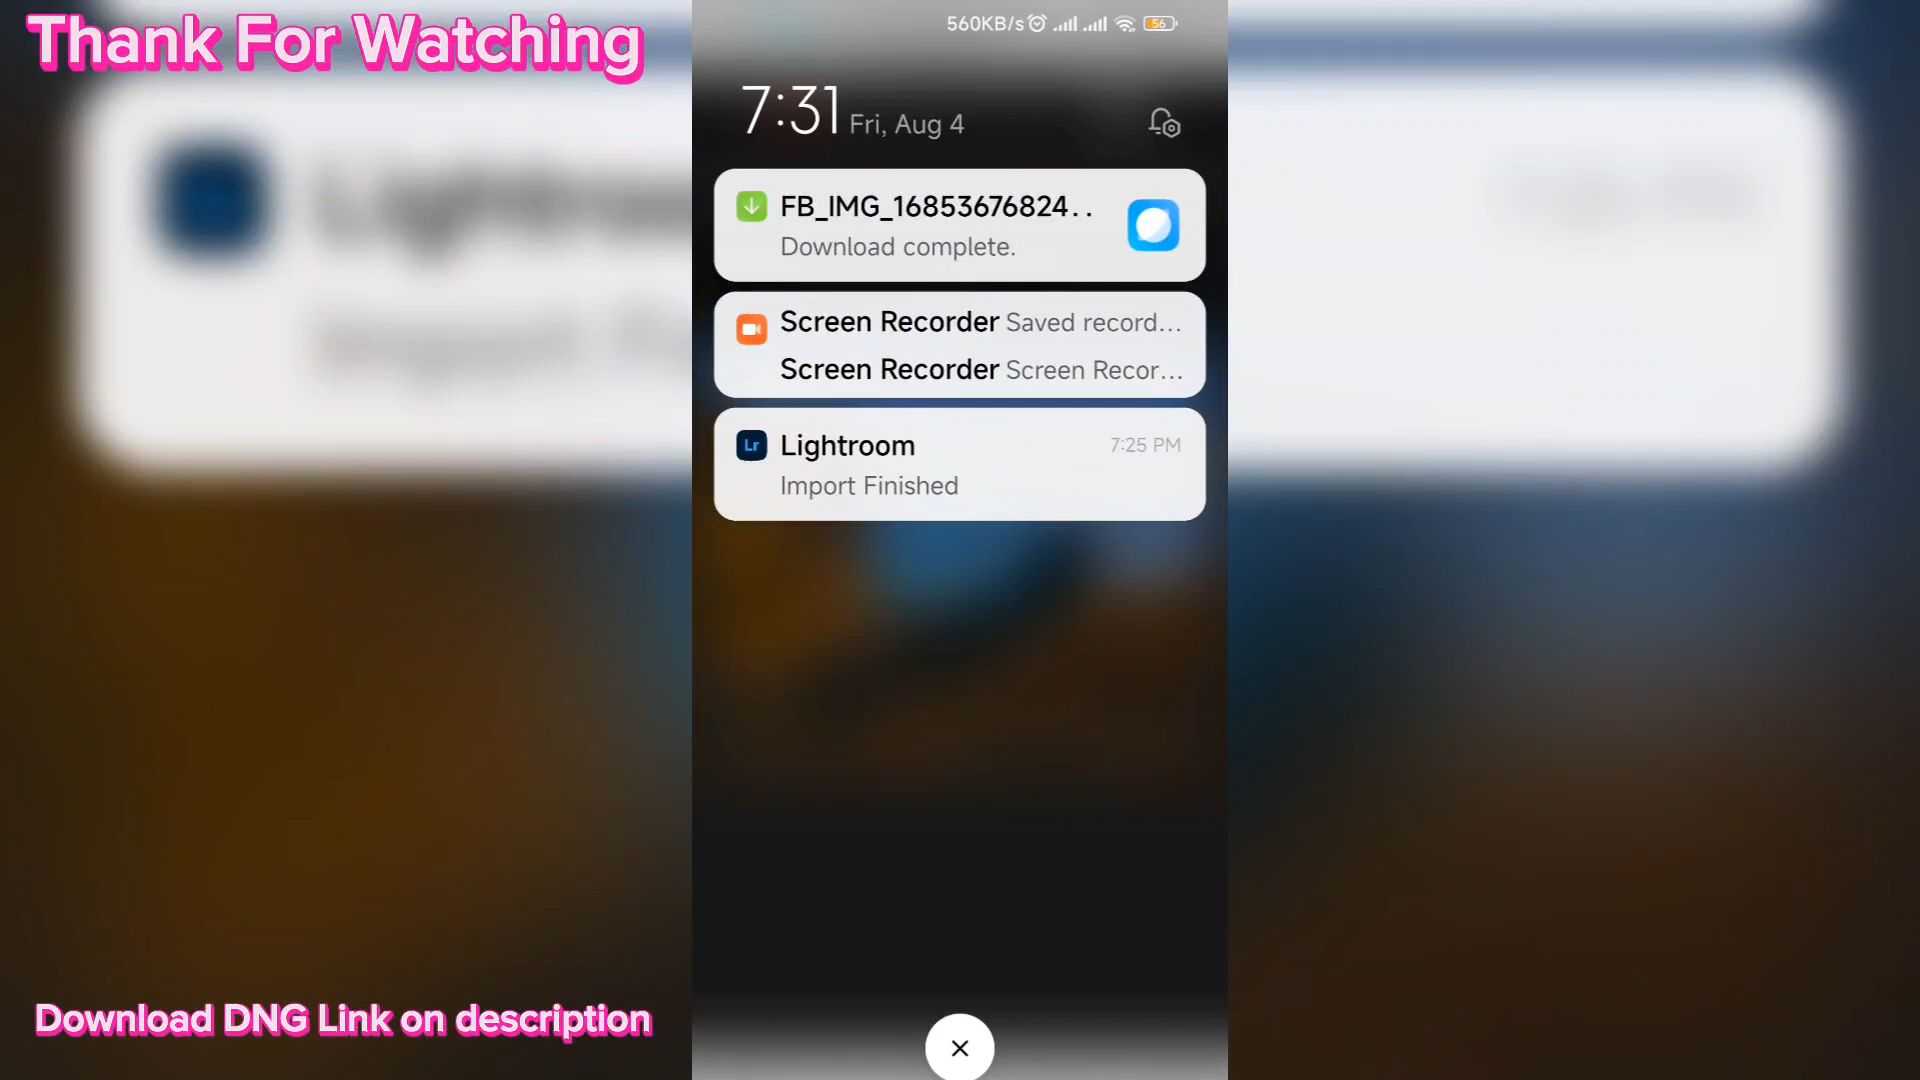 Thank For Watching
560KB/s
56
7:31 Fri, Aug 4
FB_IMG_16853676824..
Download complete.
Screen Recorder Saved record...
Screen Recorder Screen Recor...
Lr Lightroom 7:25 PM
Import Finished
Download DNG Link on description